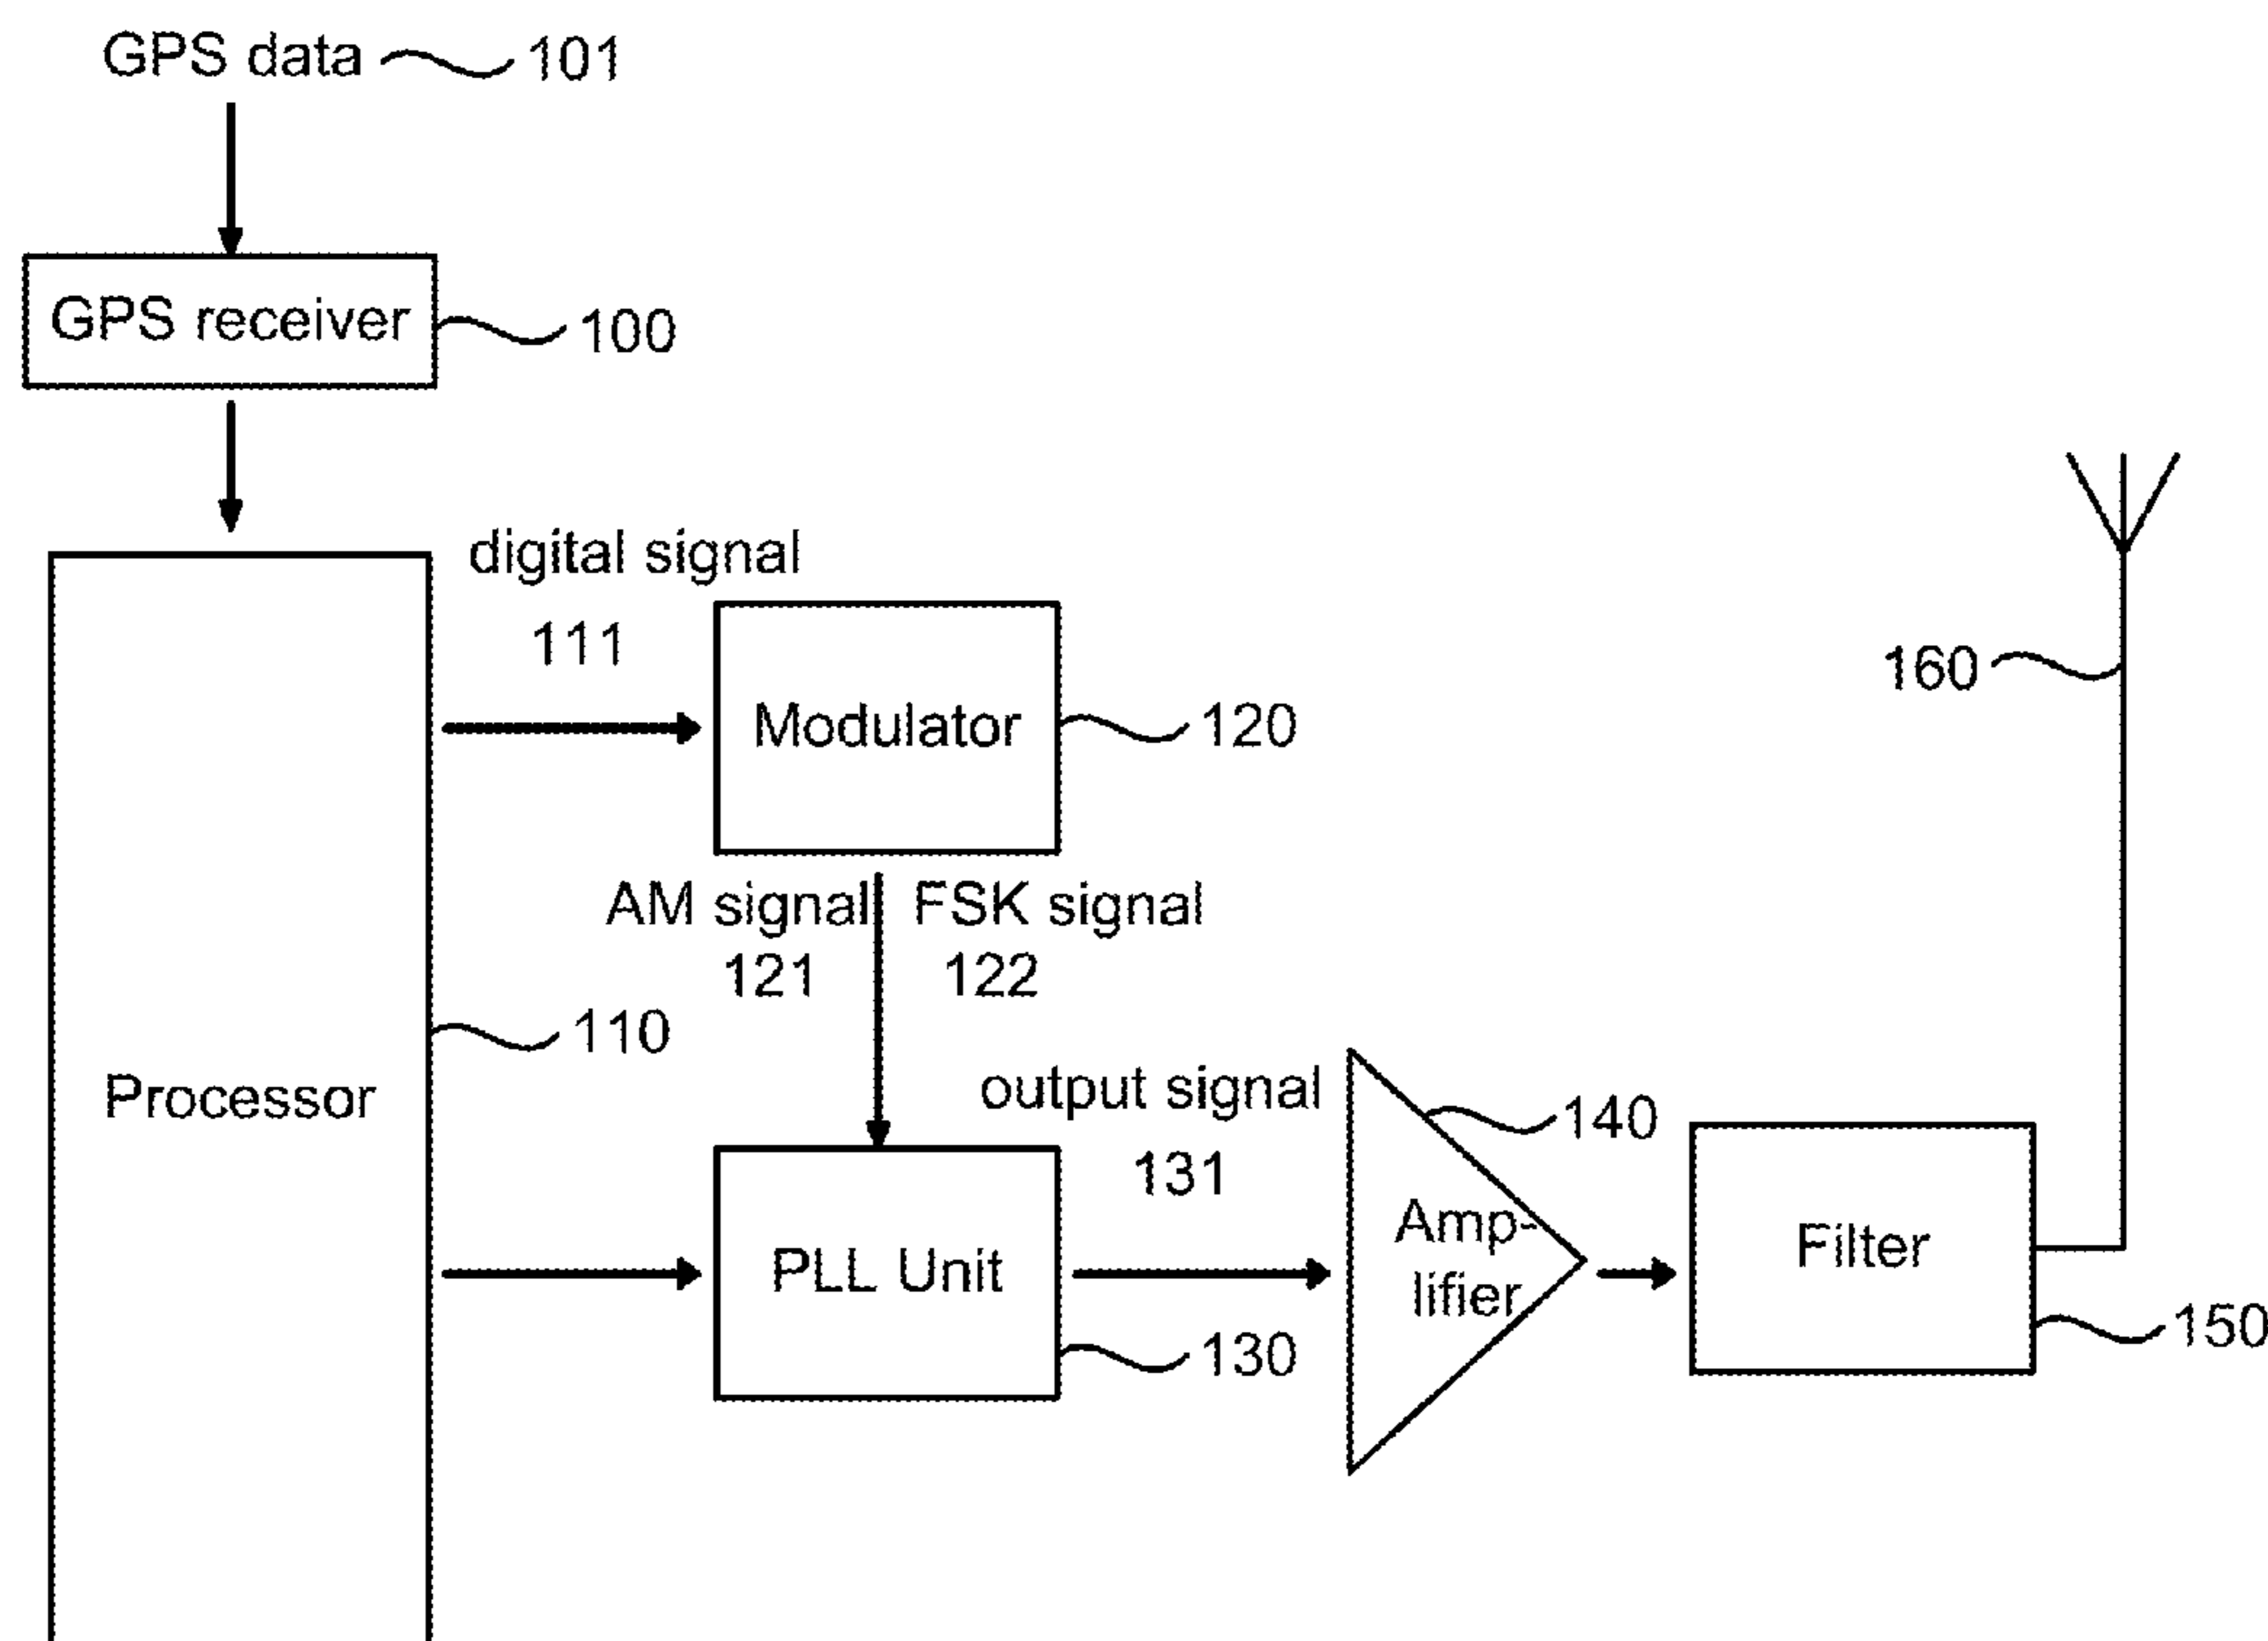 GPS data 101
GPS receiver 100
digital signal
111
Modulator 120
160
AM signal FSK signal
121 122
110
Processor
output signal
131
140
Amp-
lifier
PLL Unit
130
Filter
150